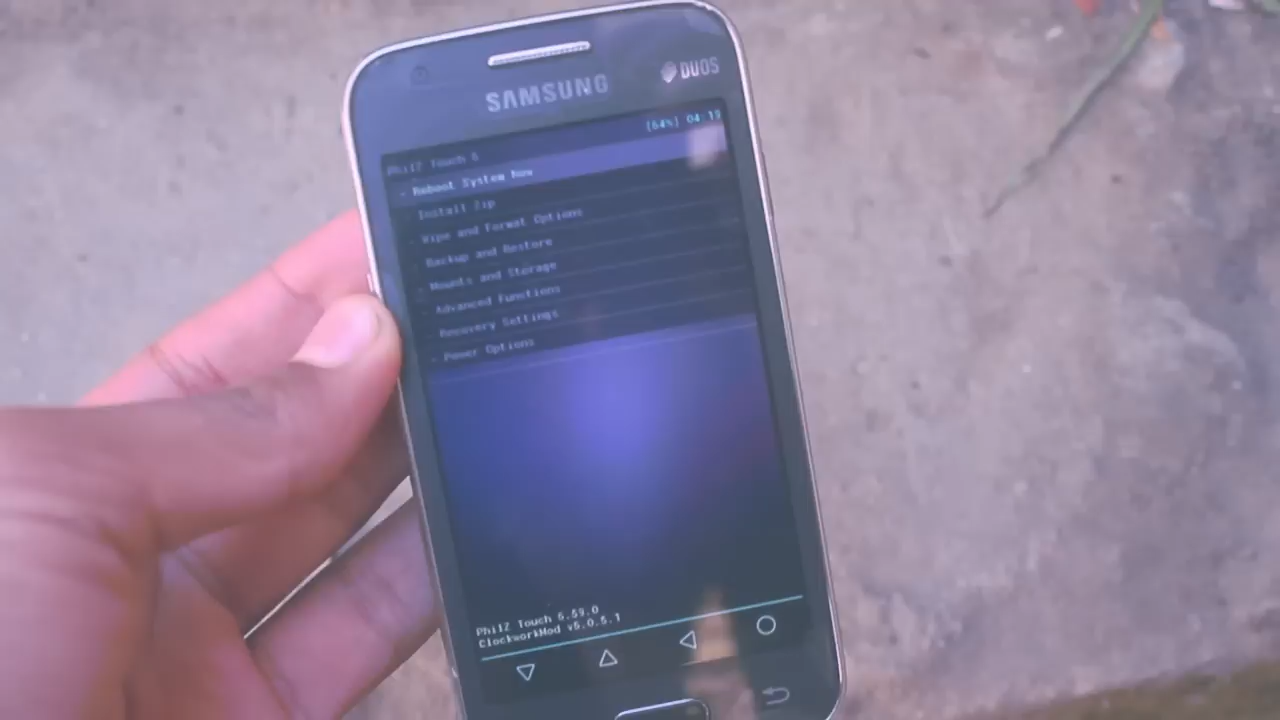 SAMSUNG
DUOS
[64%] 04:19
PhilZ Touch 6
- Reboot System Now
- Install Zip
- Wipe and Format Options
- Backup and Restore
- Mounts and Storage
- Advanced Functions
- Recovery Settings
- Power Options
PhilZ Touch 6.59.0
ClockworkMod v6.0.5.1